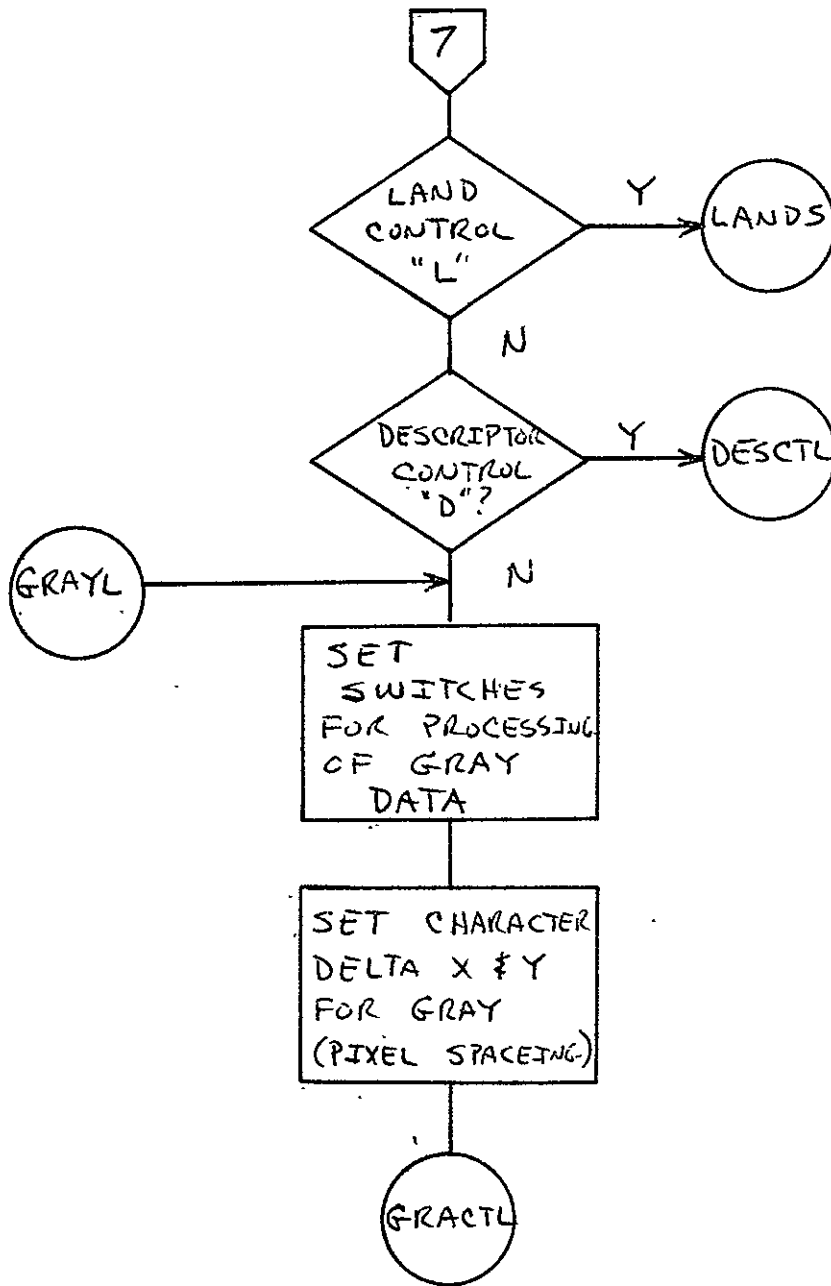 7
LAND
CONTROL
"L"
Y
LANDS
N
DESCRIPTOR
CONTROL
"D"?
Y
DESCTL
GRAYL
N
SET
SWITCHES
FOR PROCESSING
OF GRAY
DATA
SET CHARACTER
DELTA X & Y
FOR GRAY
(PIXEL SPACEING)
GRACTL